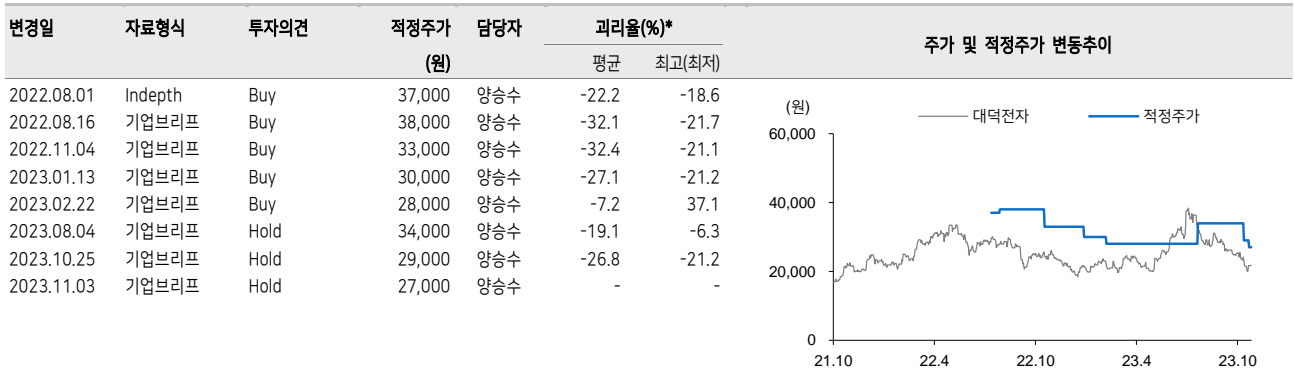 변경일 자료형식 투자의견 적정주가 담당자 괴리율(%)* 주가 및 적정주가 변동추이
(원) 평균 최고(최저)
2022.08.01 Indepth Buy 37,000 양승수 -22.2 -18.6
2022.08.16 기업브리프 Buy 38,000 양승수 -32.1 -21.7
2022.11.04 기업브리프 Buy 33,000 양승수 -32.4 -21.1
2023.01.13 기업브리프 Buy 30,000 양승수 -27.1 -21.2
2023.02.22 기업브리프 Buy 28,000 양승수 -7.2 37.1
2023.08.04 기업브리프 Hold 34,000 양승수 -19.1 -6.3
2023.10.25 기업브리프 Hold 29,000 양승수 -26.8 -21.2
2023.11.03 기업브리프 Hold 27,000 양승수 - -
(원)
대덕전자 적정주가
60,000
40,000
20,000
0
21.10 22.4 22.10 23.4 23.10